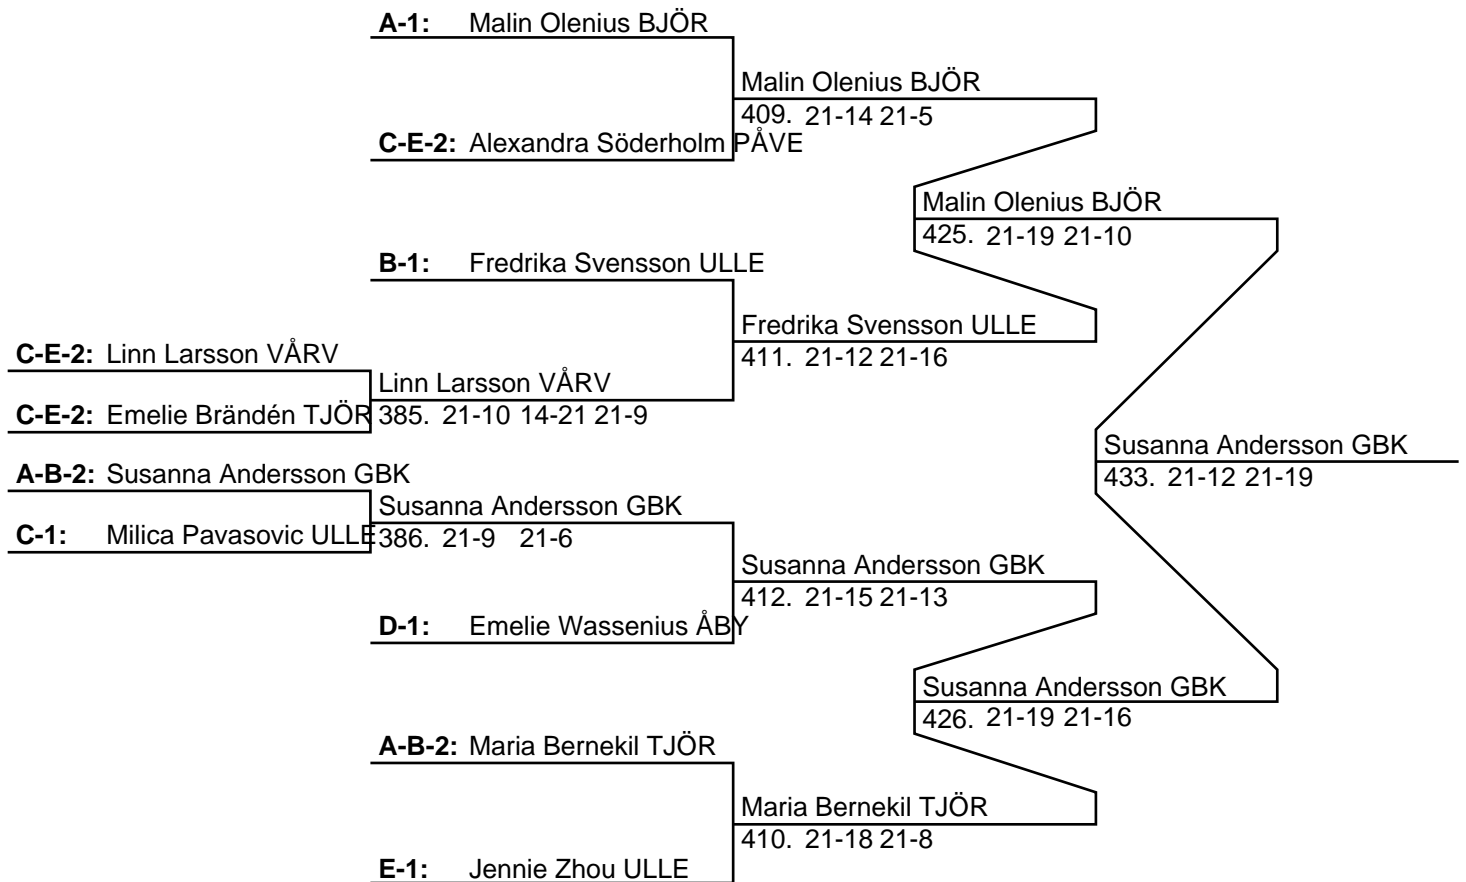 A-1: Malin Olenius BJÖR
Malin Olenius BJÖR
409. 21-14 21-5
C-E-2: Alexandra Söderholm PÅVE
Malin Olenius BJÖR
425. 21-19 21-10
B-1: Fredrika Svensson ULLE
Fredrika Svensson ULLE
411. 21-12 21-16
C-E-2: Linn Larsson VÅRV
Linn Larsson VÅRV
385. 21-10 14-21 21-9
C-E-2: Emelie Brändén TJÖR
Susanna Andersson GBK
433. 21-12 21-19
A-B-2: Susanna Andersson GBK
Susanna Andersson GBK
386. 21-9 21-6
C-1: Milica Pavasovic ULLE
Susanna Andersson GBK
412. 21-15 21-13
D-1: Emelie Wassenius ÅBY
Susanna Andersson GBK
426. 21-19 21-16
A-B-2: Maria Bernekil TJÖR
Maria Bernekil TJÖR
410. 21-18 21-8
E-1: Jennie Zhou ULLE